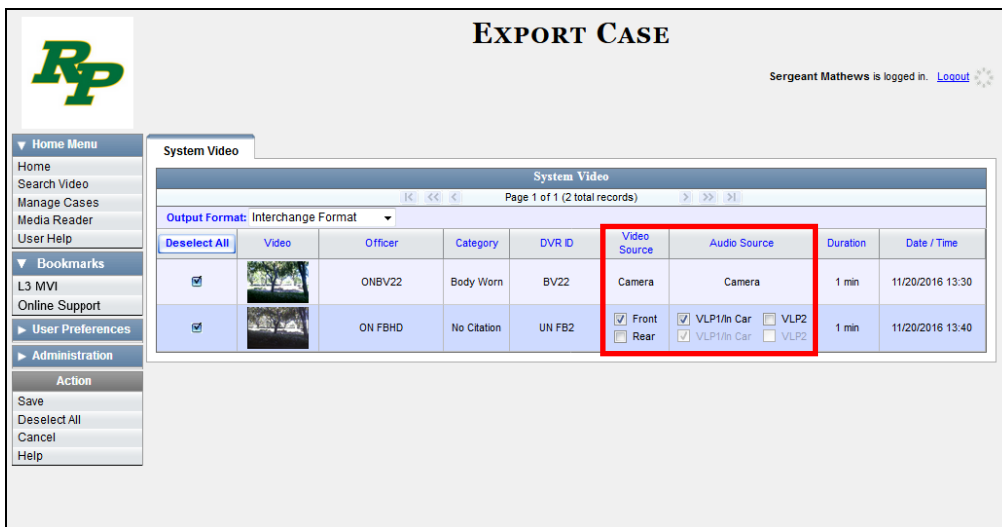 EXPORT CASE
RP
Sergeant Mathews is logged in. Logout
▼ Home Menu
Home
Search Video
Manage Cases
Media Reader
User Help
▼ Bookmarks
L3 MVI
Online Support
► User Preferences
► Administration
Action
Save
Deselect All
Cancel
Help
System Video
System Video
Page 1 of 1 (2 total records)
Output Format: Interchange Format
Deselect All Video Officer Category DVR ID Video Source Audio Source Duration Date / Time
ONBV22 Body Worn BV22 Camera Camera 1 min 11/20/2016 13:30
ON FBHD No Citation UN FB2 Front VLP1/In Car VLP2 1 min 11/20/2016 13:40
Rear VLP1/In Car VLP2